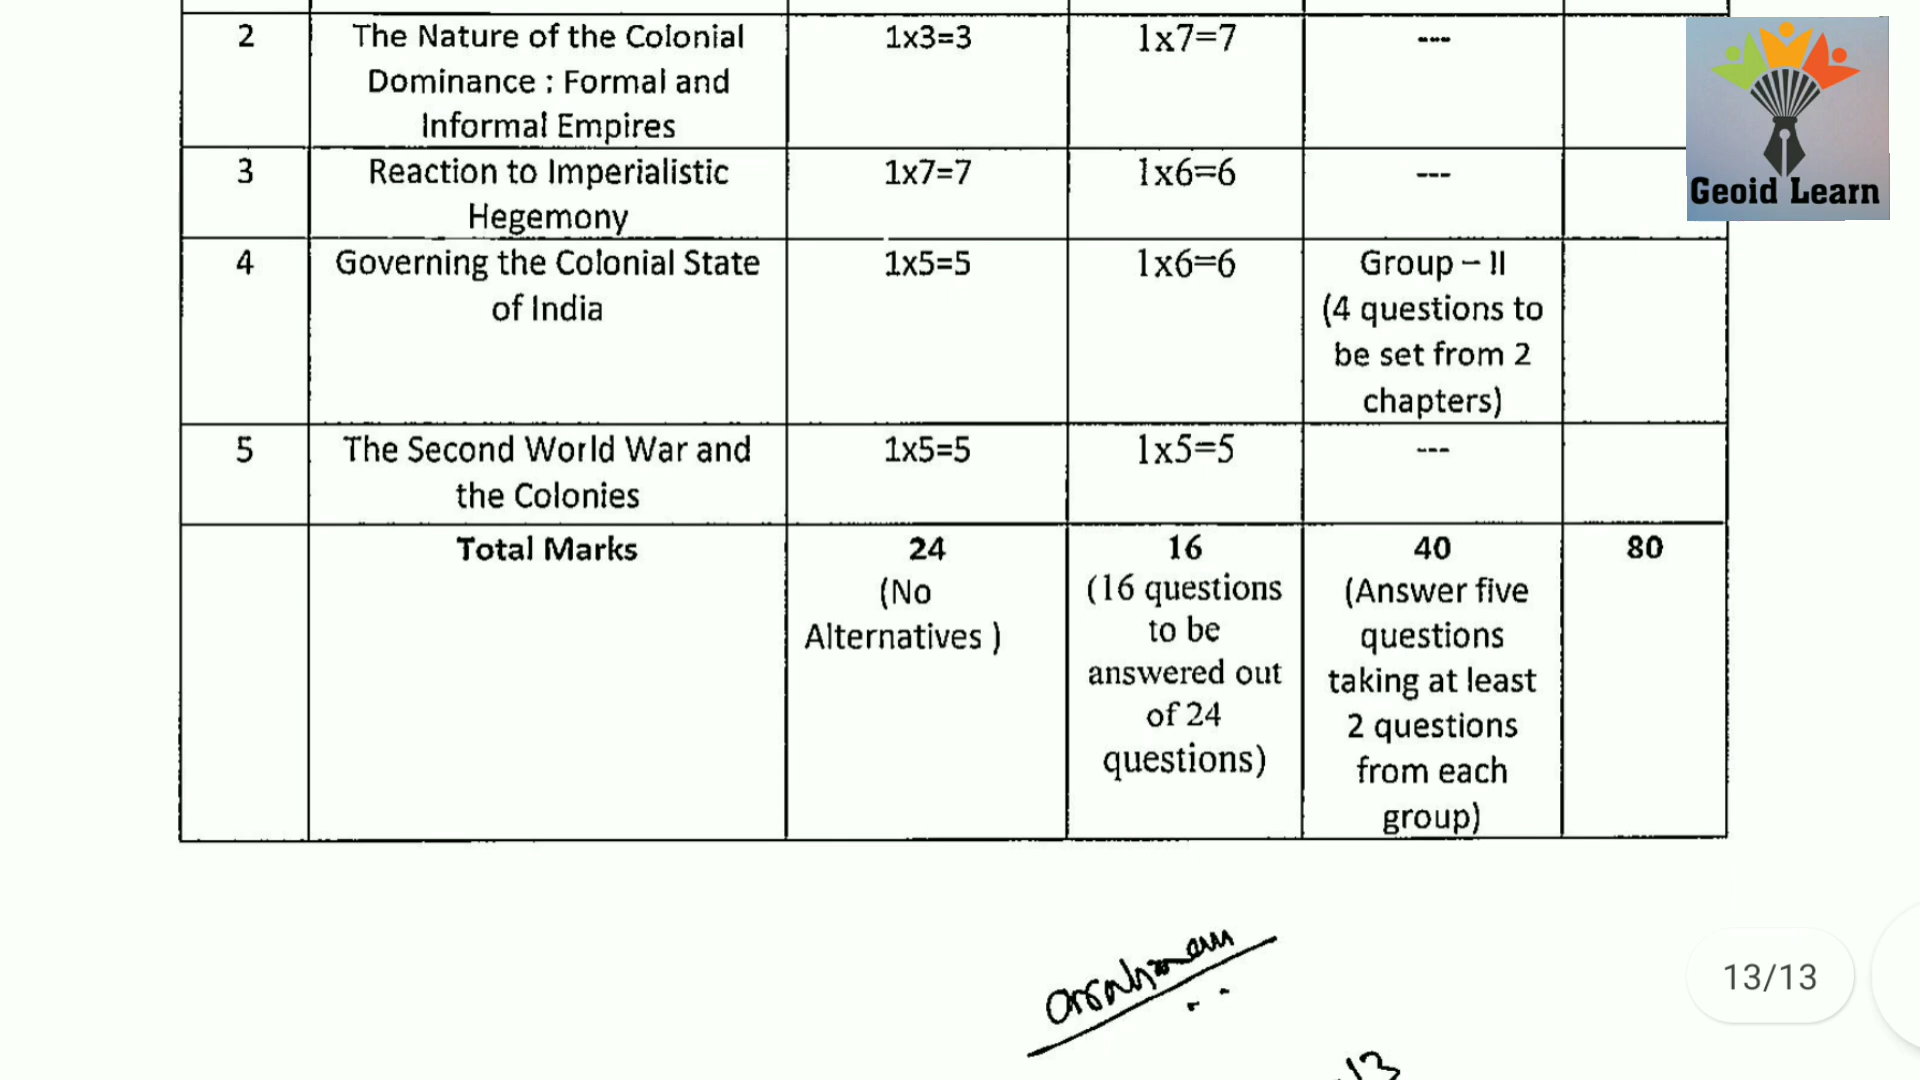 2 The Nature of the Colonial 1x3=3 1x7=7 ---
Dominance : Formal and
Informal Empires
3 Reaction to Imperialistic 1x7=7 1x6=6 ---
Hegemony
4 Governing the Colonial State 1x5=5 1x6=6 Group – II
of India (4 questions to
be set from 2
chapters)
5 The Second World War and 1x5=5 1x5=5 ---
the Colonies
Total Marks 24 16 40 80
(No (16 questions (Answer five
Alternatives ) to be questions
answered out taking at least
of 24 2 questions
questions) from each
group)
Geoid Learn
13/13